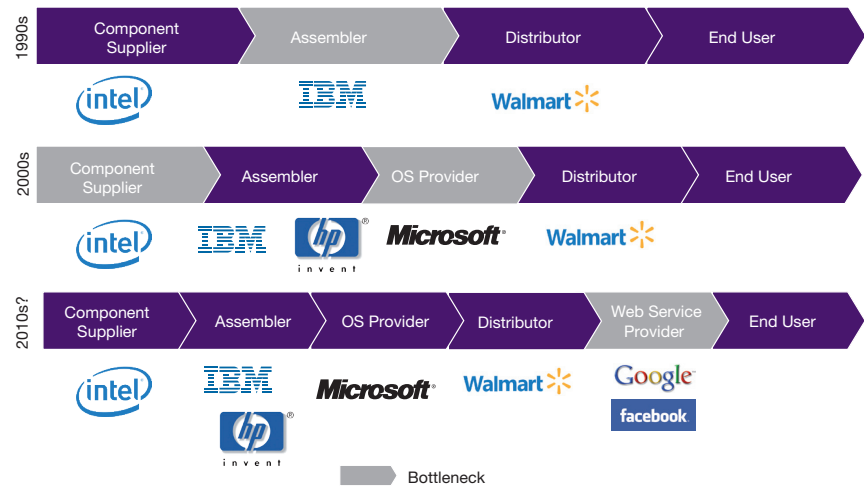 1990s
Component
Supplier
Assembler
Distributor
End User
intel
IBM
Walmart
2000s
Component
Supplier
Assembler
OS Provider
Distributor
End User
intel
IBM
hp
®
invent
Microsoft®
Walmart
2010s?
Component
Supplier
Assembler
OS Provider
Distributor
Web Service
Provider
End User
intel
IBM
hp
®
invent
Microsoft®
Walmart
Google
facebook
Bottleneck